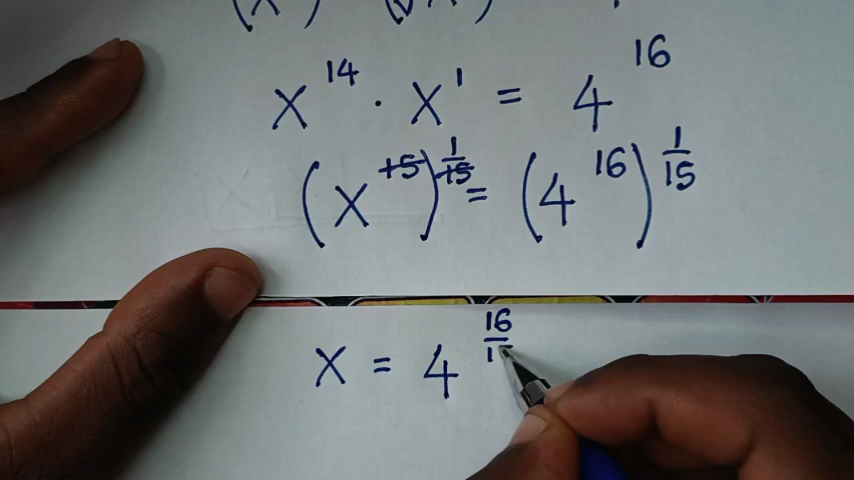 x^14 · x^1 = 4^16
(x^15)^(1/15) = (4^16)^(1/15)
x = 4^(16/1